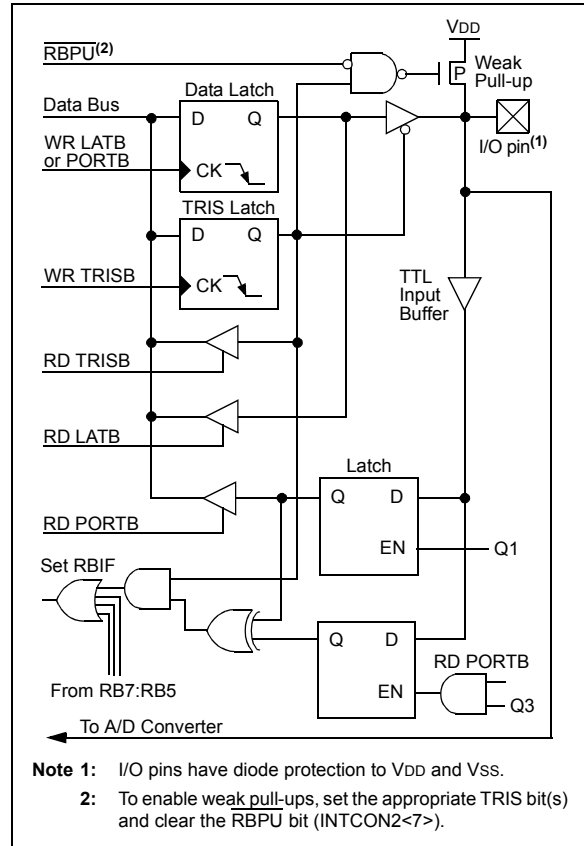 VDD
RBPU(2)
Weak
Pull-up
P
Data Latch
Data Bus
D Q
I/O pin(1)
WR LATB
or PORTB
CK
TRIS Latch
D Q
WR TRISB
CK
TTL
Input
Buffer
RD TRISB
RD LATB
Latch
Q D
RD PORTB
EN Q1
Set RBIF
Q D
RD PORTB
EN
Q3
From RB7:RB5
To A/D Converter
Note 1: I/O pins have diode protection to VDD and VSS.
2: To enable weak pull-ups, set the appropriate TRIS bit(s)
and clear the RBPU bit (INTCON2<7>).